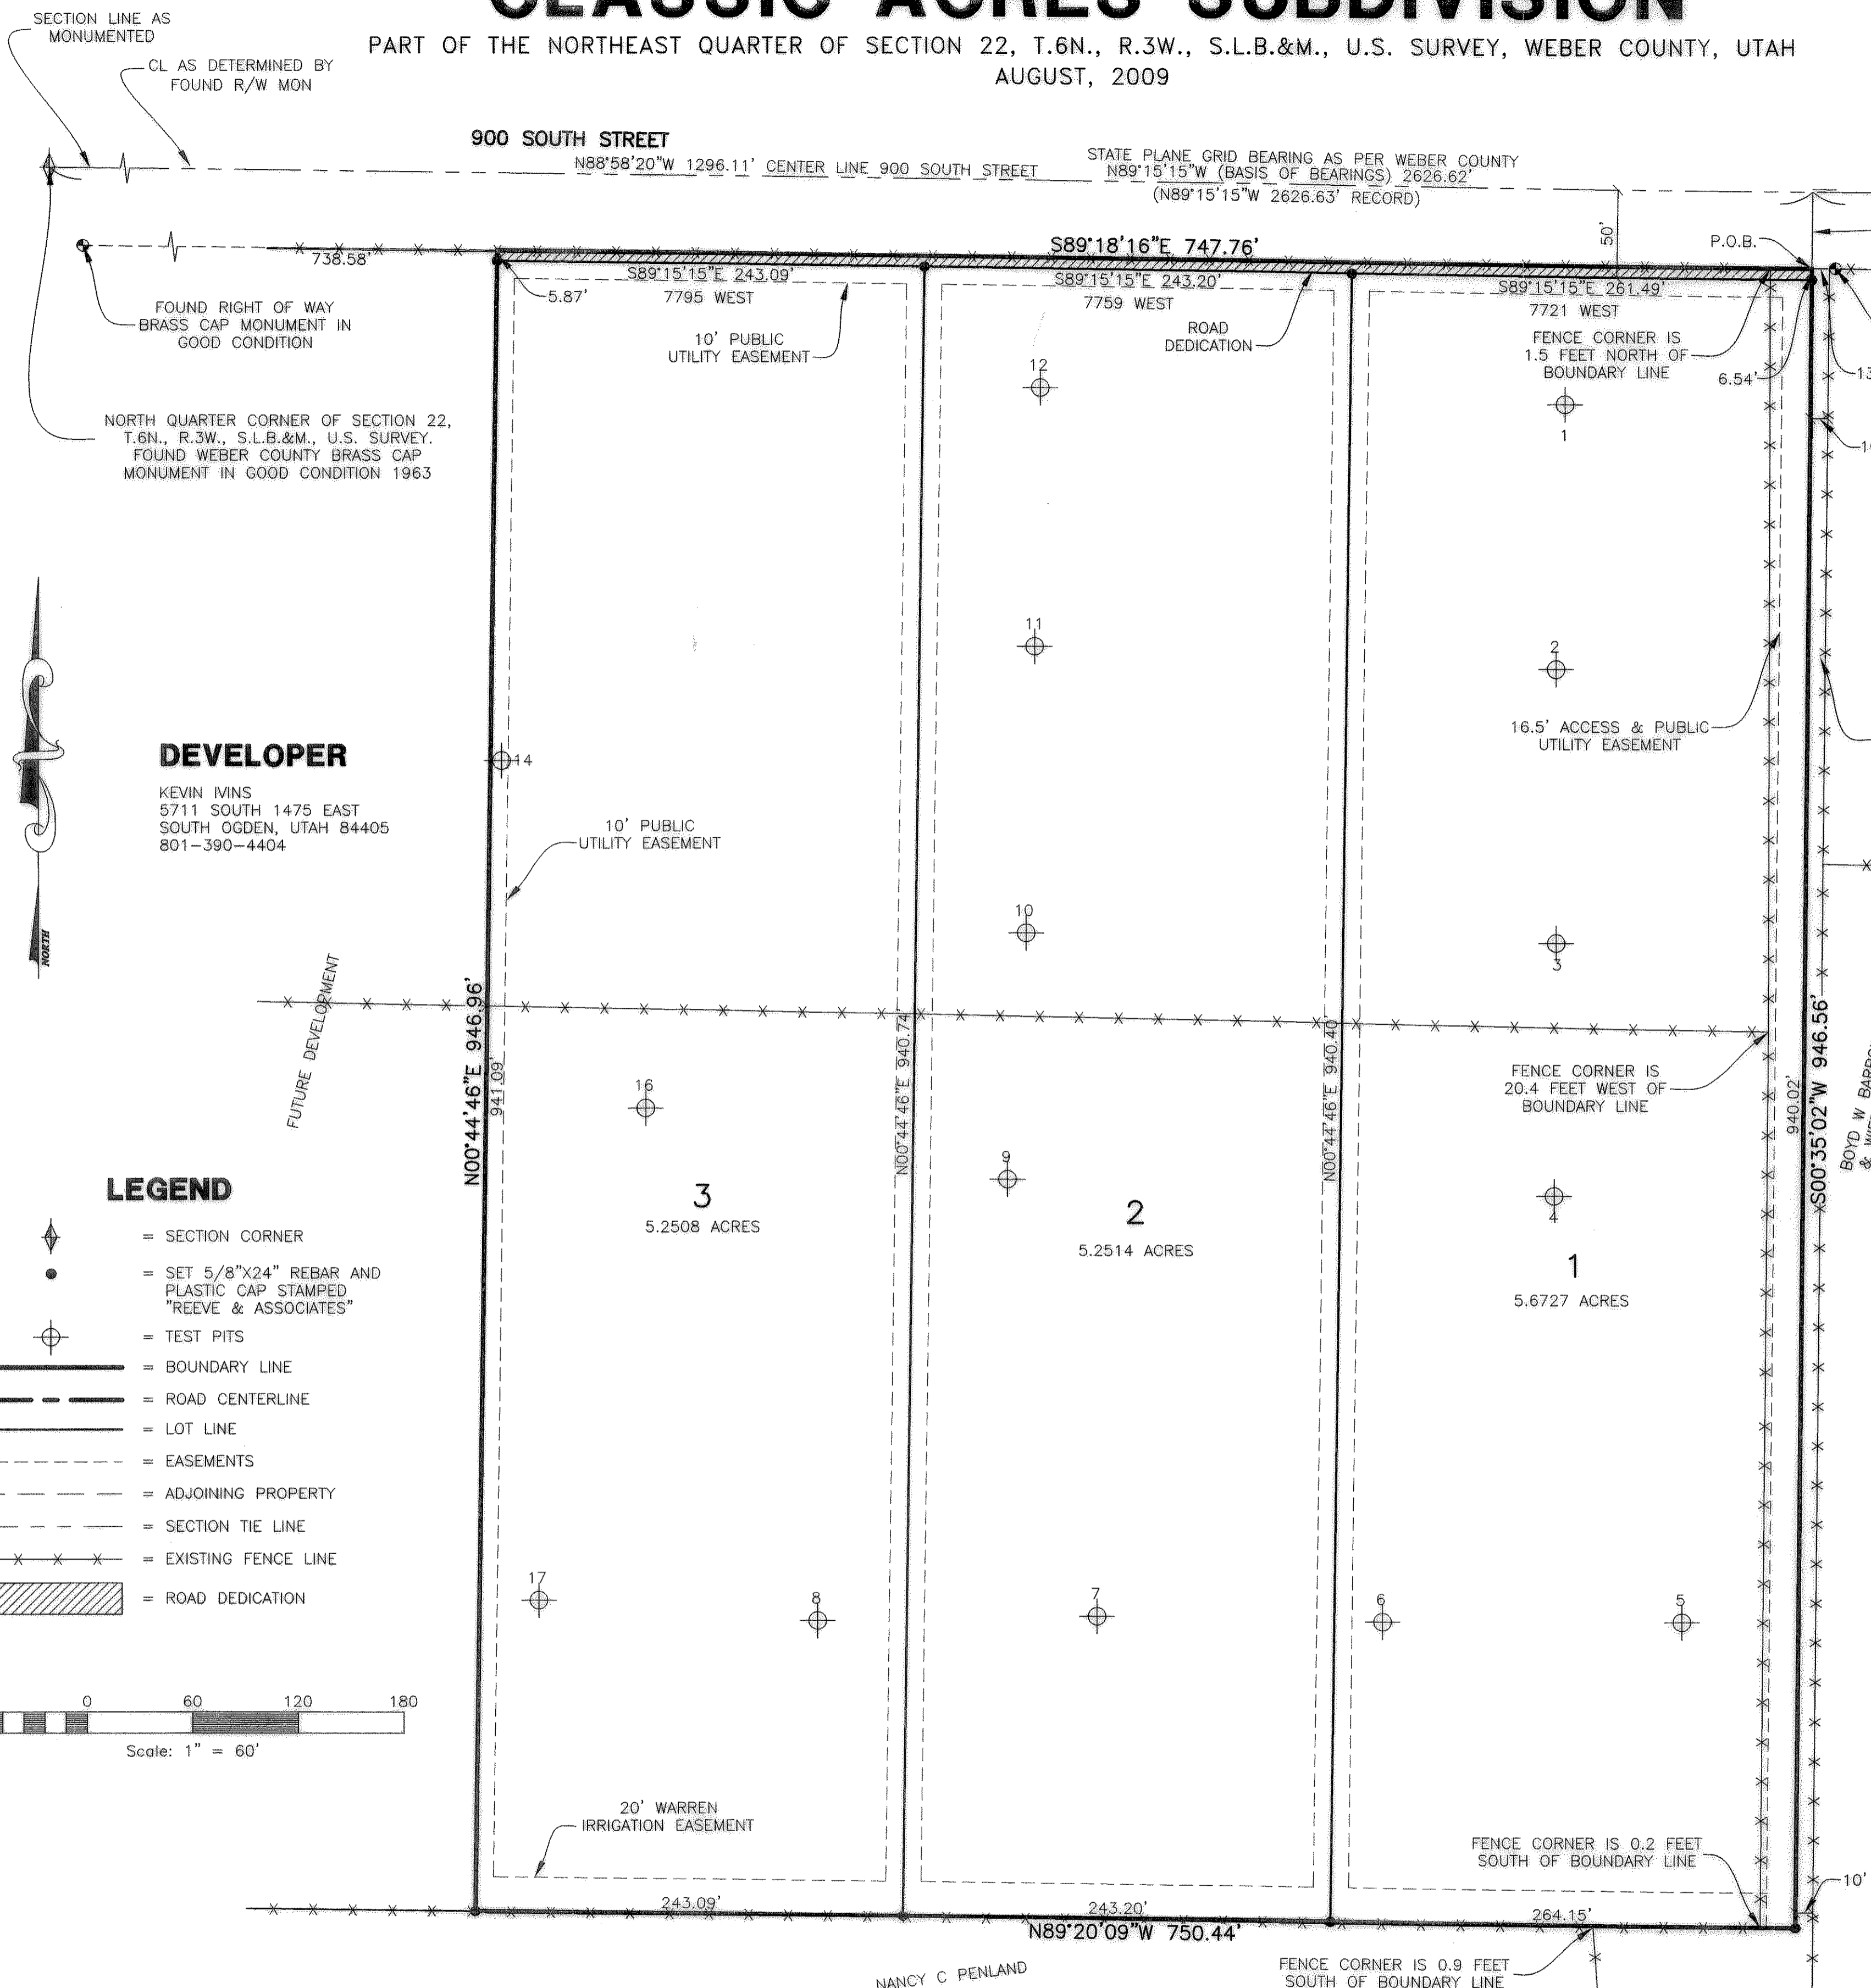 CLASSIC ACRES SUBDIVISION
PART OF THE NORTHEAST QUARTER OF SECTION 22, T.6N., R.3W., S.L.B.&M., U.S. SURVEY, WEBER COUNTY, UTAH
AUGUST, 2009
SECTION LINE AS
MONUMENTED
CL AS DETERMINED BY
FOUND R/W MON
900 SOUTH STREET
N88°58'20"W 1296.11' CENTER LINE 900 SOUTH STREET
STATE PLANE GRID BEARING AS PER WEBER COUNTY
N89°15'15"W (BASIS OF BEARINGS) 2626.62'
(N89°15'15"W 2626.63' RECORD)
50'
P.O.B.
738.58'
S89°18'16"E 747.76'
S89°15'15"E 243.09'
S89°15'15"E 243.20'
S89°15'15"E 261.49'
5.87'
7795 WEST
7759 WEST
7721 WEST
FOUND RIGHT OF WAY
BRASS CAP MONUMENT IN
GOOD CONDITION
10' PUBLIC
UTILITY EASEMENT
ROAD
DEDICATION
FENCE CORNER IS
1.5 FEET NORTH OF
BOUNDARY LINE
6.54'
13
12
1
NORTH QUARTER CORNER OF SECTION 22,
T.6N., R.3W., S.L.B.&M., U.S. SURVEY.
FOUND WEBER COUNTY BRASS CAP
MONUMENT IN GOOD CONDITION 1963
11
2
16.5' ACCESS & PUBLIC
UTILITY EASEMENT
DEVELOPER
KEVIN IVINS
5711 SOUTH 1475 EAST
SOUTH OGDEN, UTAH 84405
801-390-4404
14
10' PUBLIC
UTILITY EASEMENT
NORTH
10
3
FUTURE DEVELOPMENT
N00°44'46"E 946.96'
941.09'
N00°44'46"E 940.74'
N00°44'46"E 940.40'
940.02'
S00°35'02"W 946.56'
BOYD W
FENCE CORNER IS
20.4 FEET WEST OF
BOUNDARY LINE
16
9
4
3
5.2508 ACRES
2
5.2514 ACRES
1
5.6727 ACRES
LEGEND
= SECTION CORNER
= SET 5/8"X24" REBAR AND
PLASTIC CAP STAMPED
"REEVE & ASSOCIATES"
= TEST PITS
= BOUNDARY LINE
= ROAD CENTERLINE
= LOT LINE
= EASEMENTS
= ADJOINING PROPERTY
= SECTION TIE LINE
= EXISTING FENCE LINE
= ROAD DEDICATION
17
8
7
6
5
0 60 120 180
Scale: 1" = 60'
20' WARREN
IRRIGATION EASEMENT
FENCE CORNER IS 0.2 FEET
SOUTH OF BOUNDARY LINE
10'
243.09'
243.20'
264.15'
N89°20'09"W 750.44'
NANCY C PENLAND
FENCE CORNER IS 0.9 FEET
SOUTH OF BOUNDARY LINE